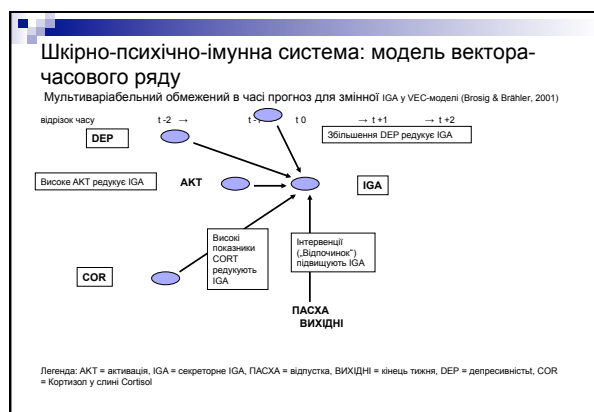 Шкірно-психічно-імунна система: модель вектора-
часового ряду
Мультиваріабельний обмежений в часі прогноз для змінної IGA у VEC-моделі (Brosig & Brähler, 2001)
відрізок часу t -2 → t -1 t 0 → t +1 → t +2
DEP
Збільшення DEP редукує IGA
Високе АКТ редукує IGA
АКТ
IGA
Високі
показники
CORT
редукують
IGA
Інтервенції
(„Відпочинок“)
підвищують IGA
COR
ПАСХА
ВИХІДНІ
Легенда: АКТ = активація, IGA = секреторне IGA, ПАСХА = відпустка, ВИХІДНІ = кінець тижня, DEP = депресивністьt, COR
= Кортизол у слині Cortisol